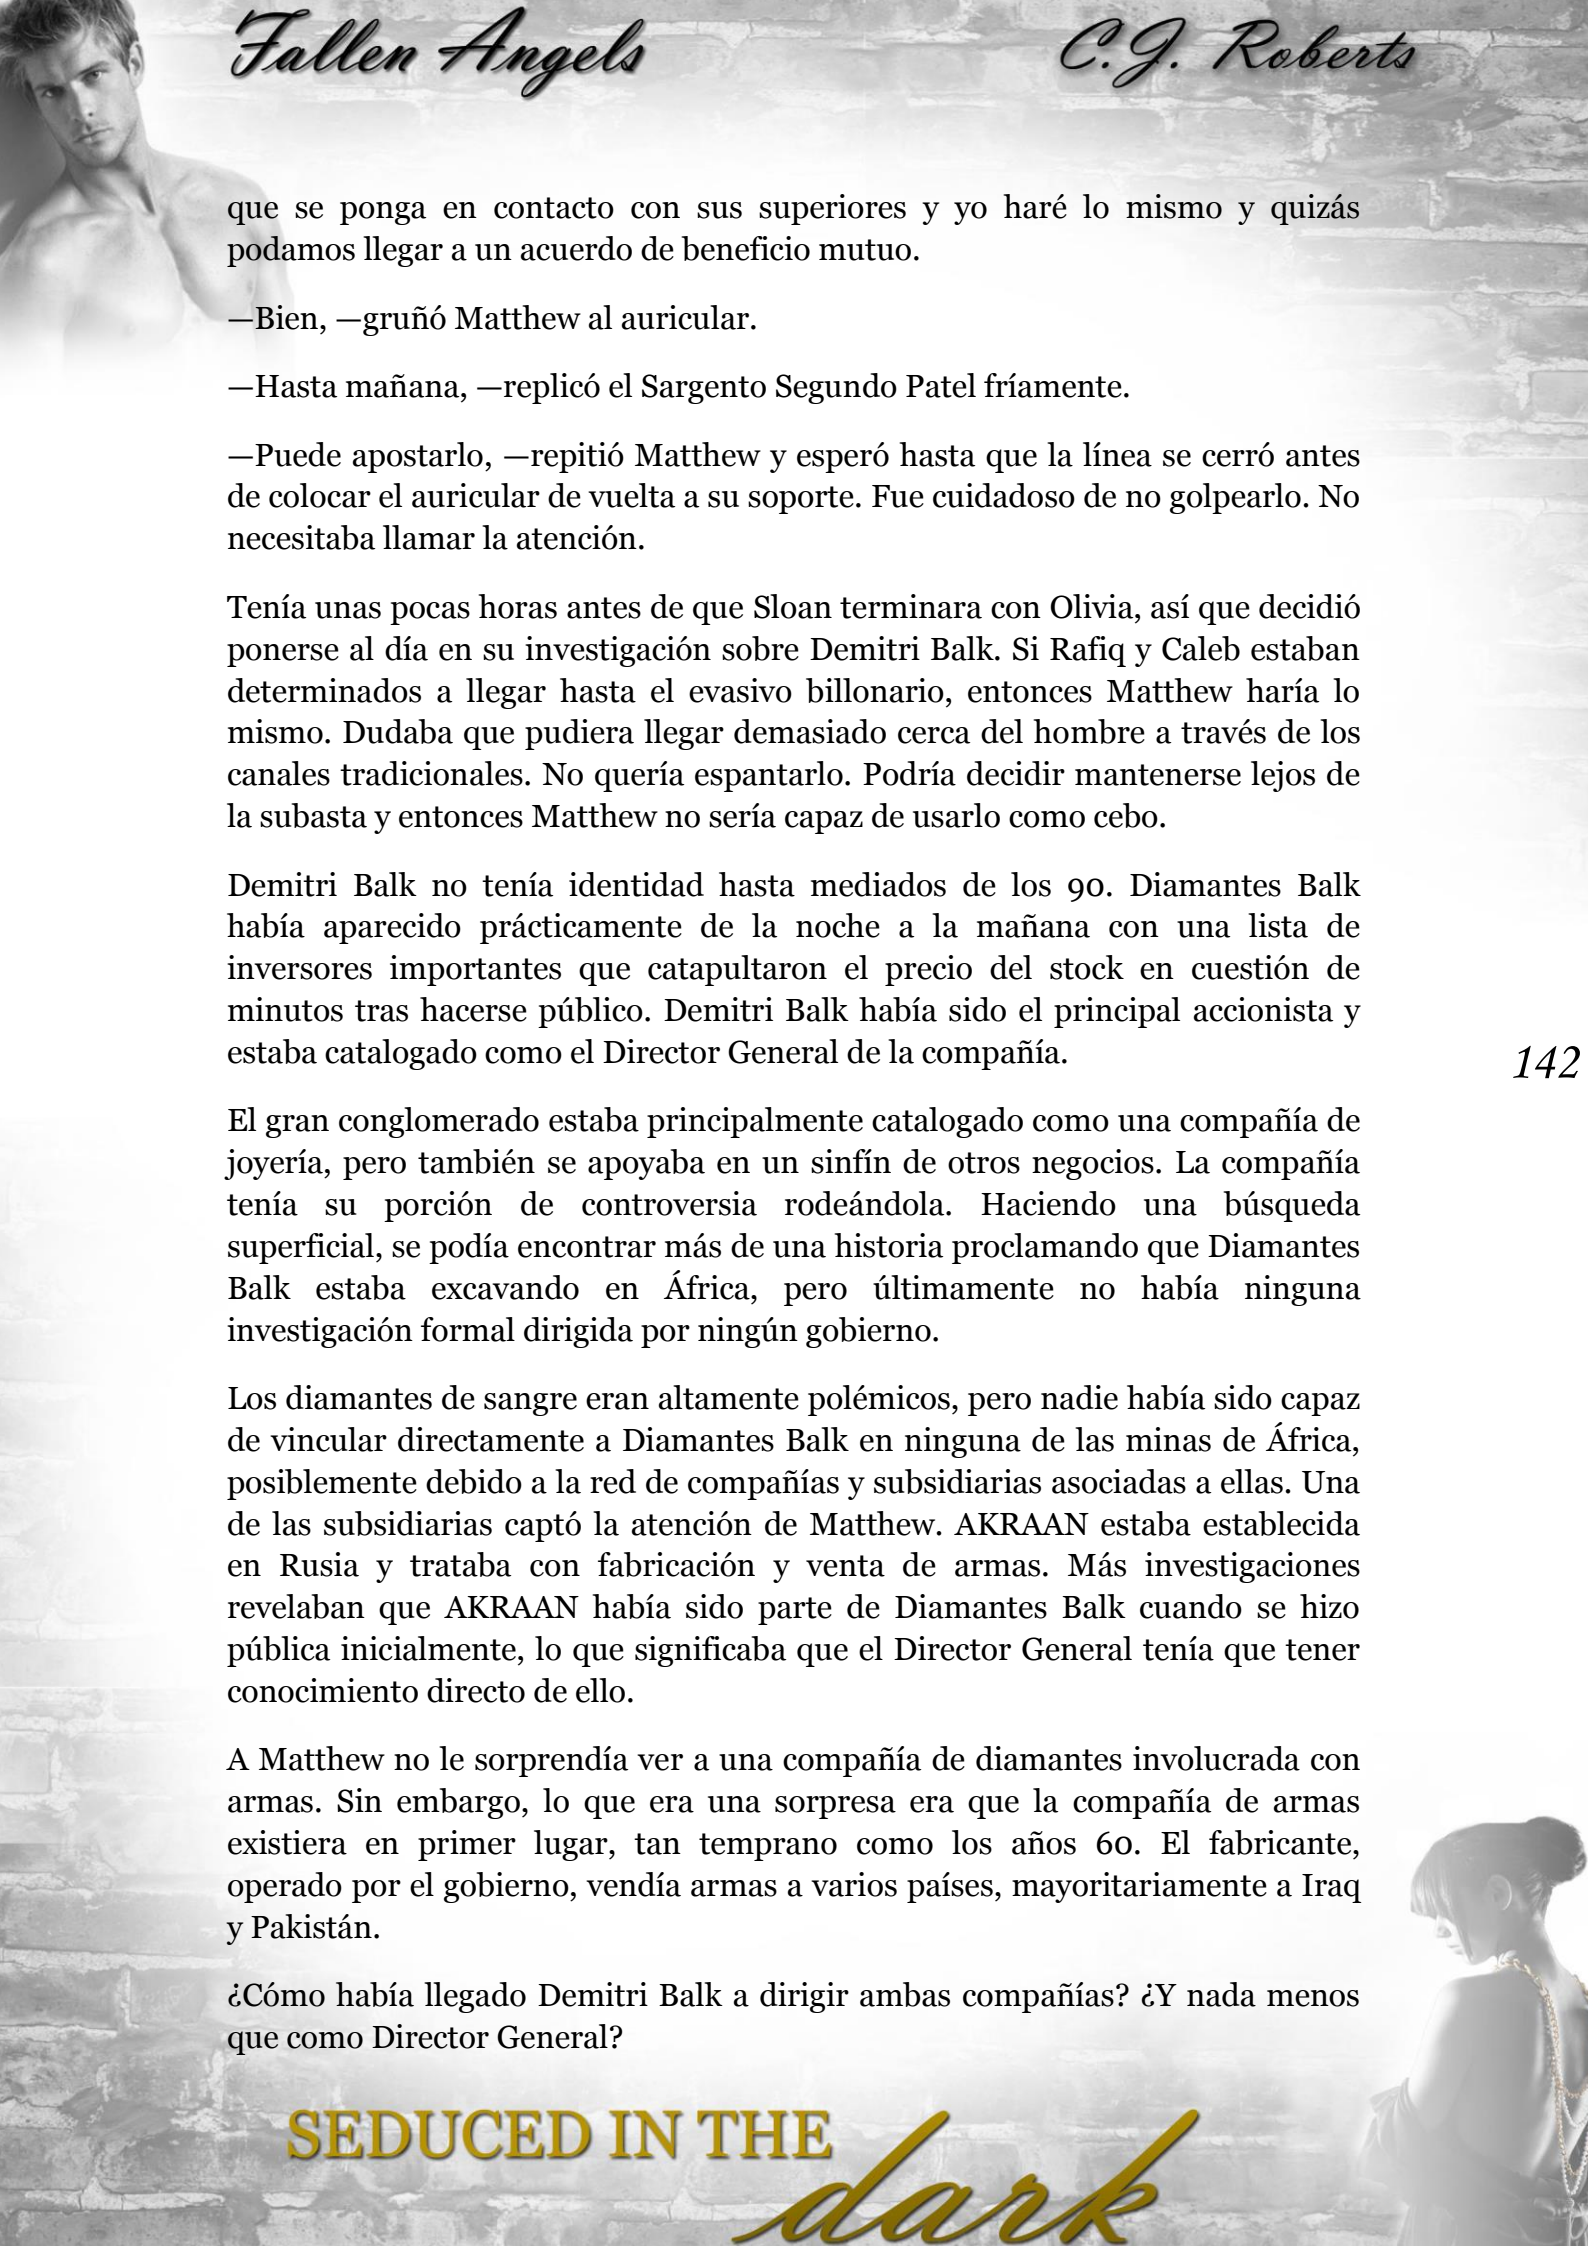 Fallen Angels
C.J. Roberts
que se ponga en contacto con sus superiores y yo haré lo mismo y quizás
podamos llegar a un acuerdo de beneficio mutuo.
—Bien, —gruñó Matthew al auricular.
—Hasta mañana, —replicó el Sargento Segundo Patel fríamente.
—Puede apostarlo, —repitió Matthew y esperó hasta que la línea se cerró antes
de colocar el auricular de vuelta a su soporte. Fue cuidadoso de no golpearlo. No
necesitaba llamar la atención.
Tenía unas pocas horas antes de que Sloan terminara con Olivia, así que decidió
ponerse al día en su investigación sobre Demitri Balk. Si Rafiq y Caleb estaban
determinados a llegar hasta el evasivo billonario, entonces Matthew haría lo
mismo. Dudaba que pudiera llegar demasiado cerca del hombre a través de los
canales tradicionales. No quería espantarlo. Podría decidir mantenerse lejos de
la subasta y entonces Matthew no sería capaz de usarlo como cebo.
Demitri Balk no tenía identidad hasta mediados de los 90. Diamantes Balk
había aparecido prácticamente de la noche a la mañana con una lista de
inversores importantes que catapultaron el precio del stock en cuestión de
minutos tras hacerse público. Demitri Balk había sido el principal accionista y
estaba catalogado como el Director General de la compañía.
142
El gran conglomerado estaba principalmente catalogado como una compañía de
joyería, pero también se apoyaba en un sinfín de otros negocios. La compañía
tenía su porción de controversia rodeándola. Haciendo una búsqueda
superficial, se podía encontrar más de una historia proclamando que Diamantes
Balk estaba excavando en África, pero últimamente no había ninguna
investigación formal dirigida por ningún gobierno.
Los diamantes de sangre eran altamente polémicos, pero nadie había sido capaz
de vincular directamente a Diamantes Balk en ninguna de las minas de África,
posiblemente debido a la red de compañías y subsidiarias asociadas a ellas. Una
de las subsidiarias captó la atención de Matthew. AKRAAN estaba establecida
en Rusia y trataba con fabricación y venta de armas. Más investigaciones
revelaban que AKRAAN había sido parte de Diamantes Balk cuando se hizo
pública inicialmente, lo que significaba que el Director General tenía que tener
conocimiento directo de ello.
A Matthew no le sorprendía ver a una compañía de diamantes involucrada con
armas. Sin embargo, lo que era una sorpresa era que la compañía de armas
existiera en primer lugar, tan temprano como los años 60. El fabricante,
operado por el gobierno, vendía armas a varios países, mayoritariamente a Iraq
y Pakistán.
¿Cómo había llegado Demitri Balk a dirigir ambas compañías? ¿Y nada menos
que como Director General?
SEDUCED IN THE
dark